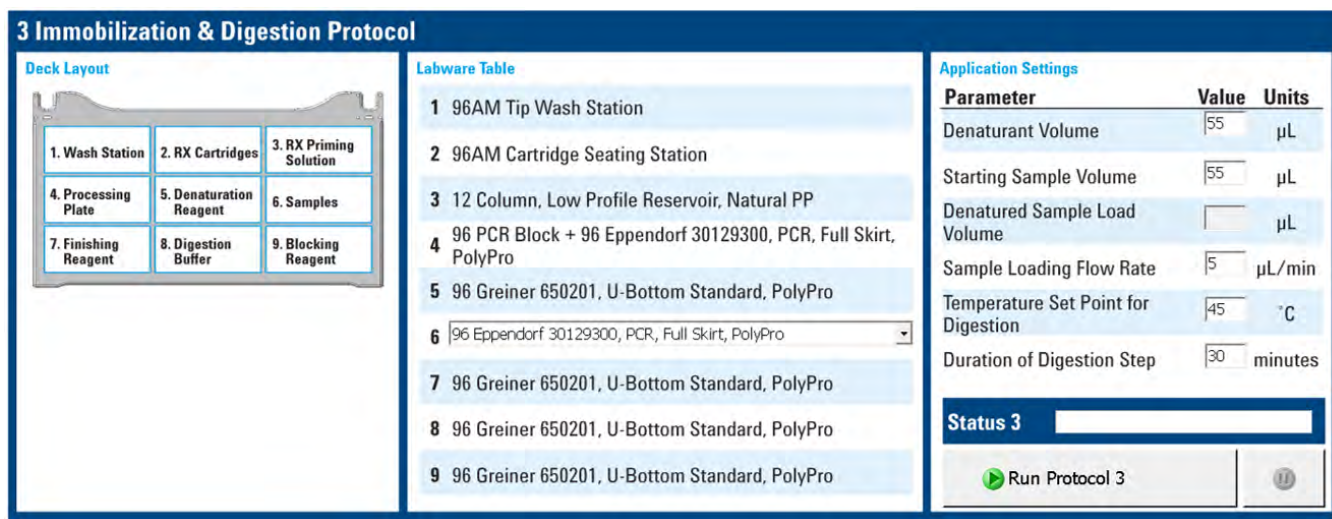 3 Immobilization & Digestion Protocol
Deck Layout
1. Wash Station
2. RX Cartridges
3. RX Priming
Solution
4. Processing
Plate
5. Denaturation
Reagent
6. Samples
7. Finishing
Reagent
8. Digestion
Buffer
9. Blocking
Reagent
Labware Table
1 96AM Tip Wash Station
2 96AM Cartridge Seating Station
3 12 Column, Low Profile Reservoir, Natural PP
4 96 PCR Block + 96 Eppendorf 30129300, PCR, Full Skirt,
PolyPro
5 96 Greiner 650201, U-Bottom Standard, PolyPro
6 96 Eppendorf 30129300, PCR, Full Skirt, PolyPro
7 96 Greiner 650201, U-Bottom Standard, PolyPro
8 96 Greiner 650201, U-Bottom Standard, PolyPro
9 96 Greiner 650201, U-Bottom Standard, PolyPro
Application Settings
Parameter Value Units
Denaturant Volume 55 µL
Starting Sample Volume 55 µL
Denatured Sample Load
Volume µL
Sample Loading Flow Rate 5 µL/min
Temperature Set Point for
Digestion 45 °C
Duration of Digestion Step 30 minutes
Status 3
Run Protocol 3